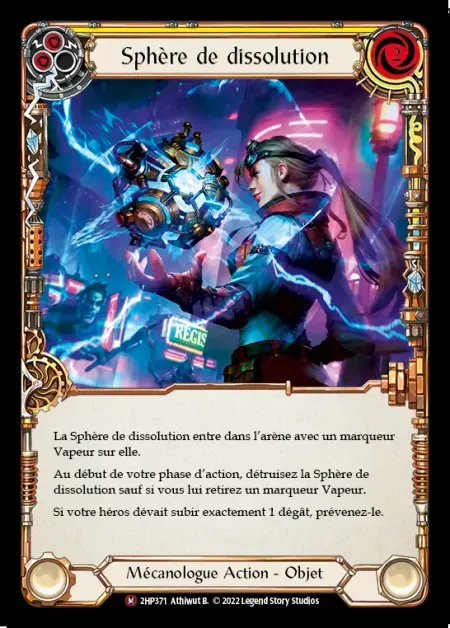 Sphère de dissolution
2
REGIS
La Sphère de dissolution entre dans l'arène avec un marqueur
Vapeur sur elle.
Au début de votre phase d'action, détruisez la Sphère de
dissolution sauf si vous lui retirez un marqueur Vapeur.
Si votre héros dévait subir exactement 1 dégât, prévenez-le.
Mécanologue Action - Objet
M 2HP371 Athiwut B. © 2022 Legend Story Studios